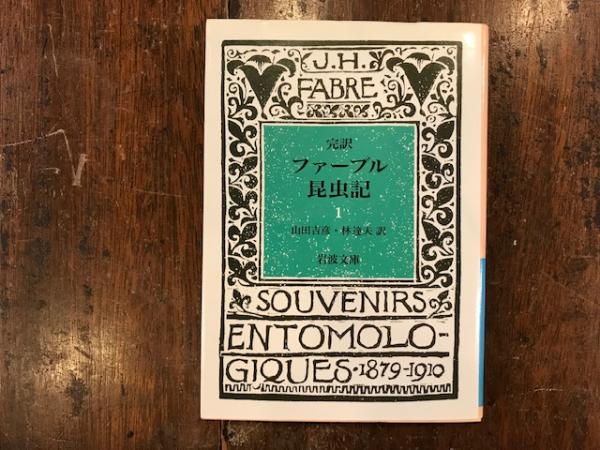 J.H.
FABRE
完訳
ファーブル
昆虫記
1
山田吉彦・林達夫 訳
岩波文庫
SOUVENIRS
ENTOMOLO-
GIQUES·1879-1910